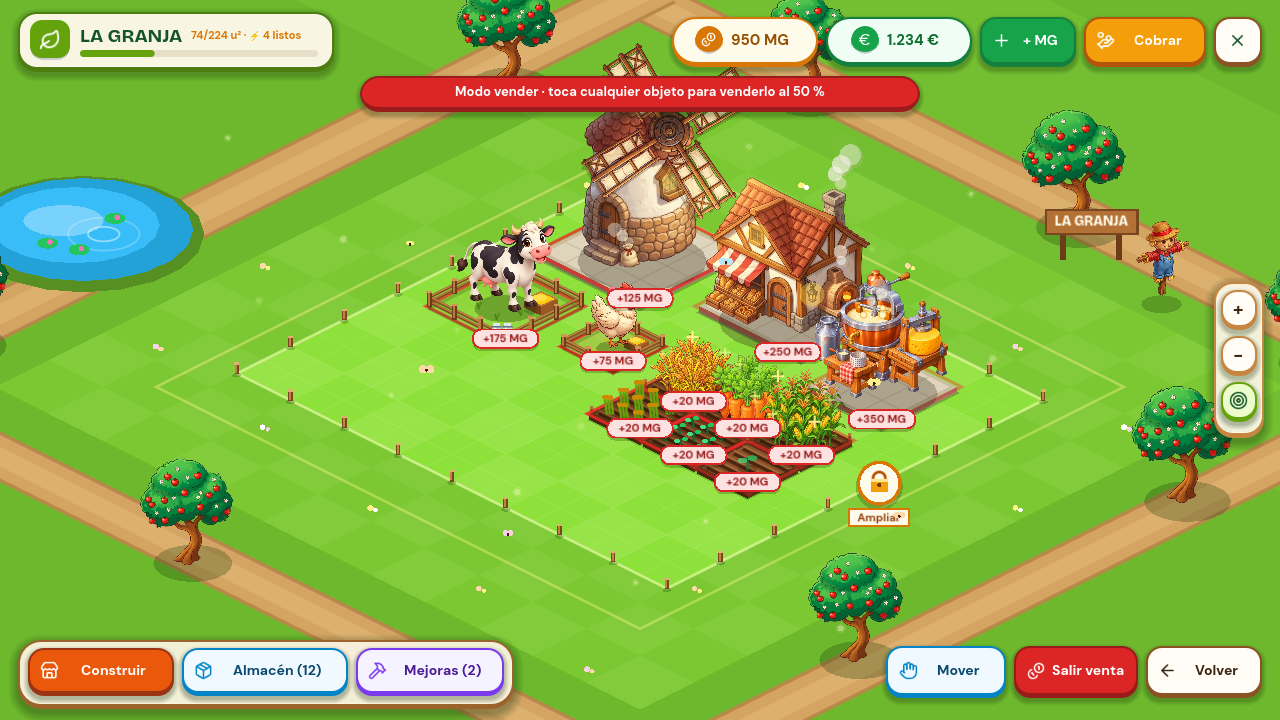 LA GRANJA
74/224 u² · ⚡ 4 listos
950 MG
1.234 €
+ MG
Cobrar
Modo vender · toca cualquier objeto para venderlo al 50 %
LA GRANJA
+125 MG
+175 MG
+75 MG
+250 MG
+20 MG
+350 MG
+20 MG
+20 MG
+20 MG
+20 MG
+20 MG
Ampliar
+
-
Construir
Almacén (12)
Mejoras (2)
Mover
Salir venta
Volver